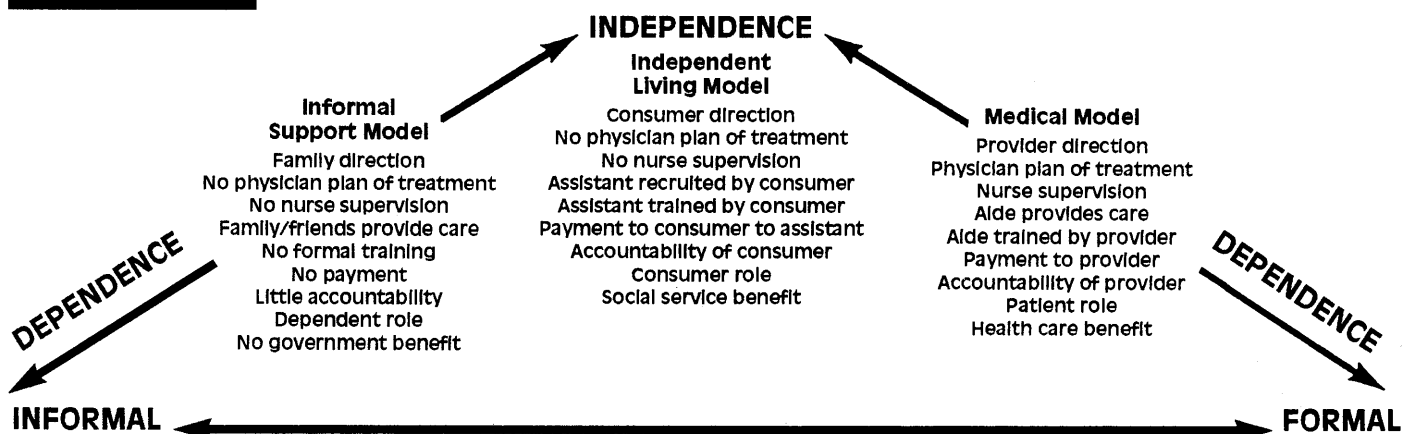 INDEPENDENCE
Independent
Living Model
Consumer direction
No physician plan of treatment
No nurse supervision
Assistant recruited by consumer
Assistant trained by consumer
Payment to consumer to assistant
Accountability of consumer
Consumer role
Social service benefit
Informal
Support Model
Family direction
No physician plan of treatment
No nurse supervision
Family/friends provide care
No formal training
No payment
Little accountability
Dependent role
No government benefit
Medical Model
Provider direction
Physician plan of treatment
Nurse supervision
Aide provides care
Aide trained by provider
Payment to provider
Accountability of provider
Patient role
Health care benefit
DEPENDENCE
DEPENDENCE
INFORMAL
FORMAL